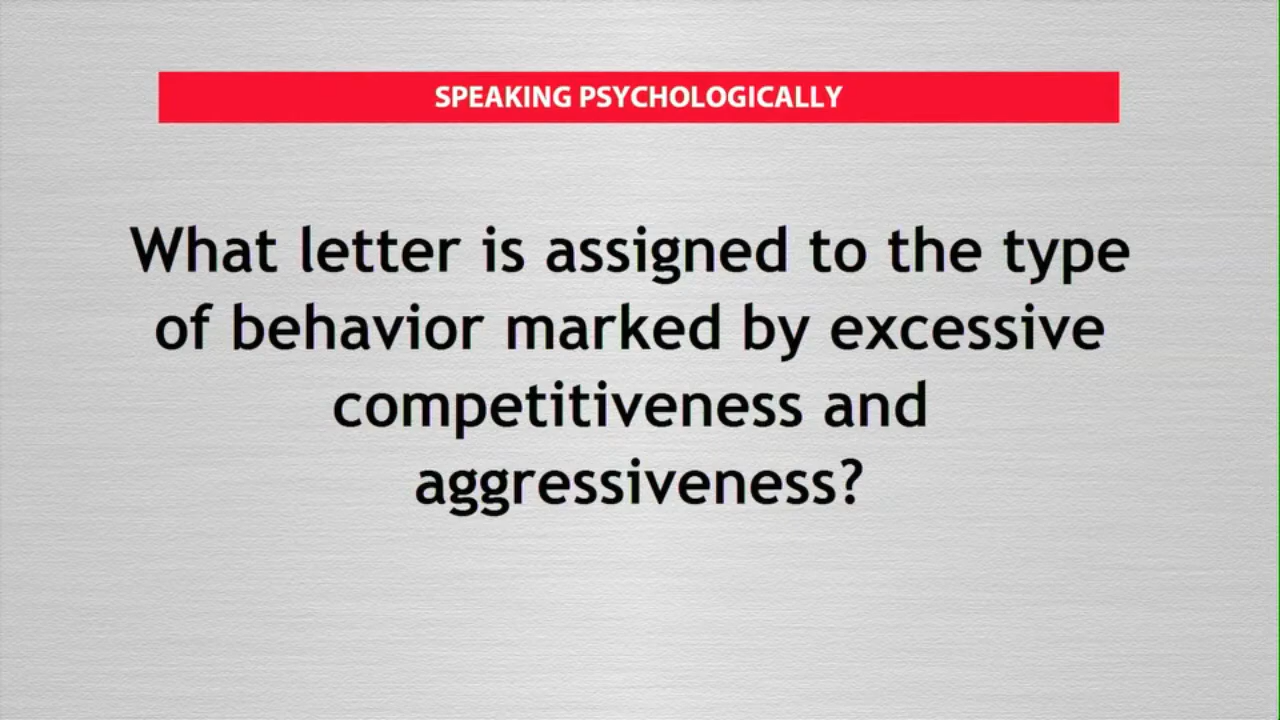 SPEAKING PSYCHOLOGICALLY
What letter is assigned to the type
of behavior marked by excessive
competitiveness and
aggressiveness?